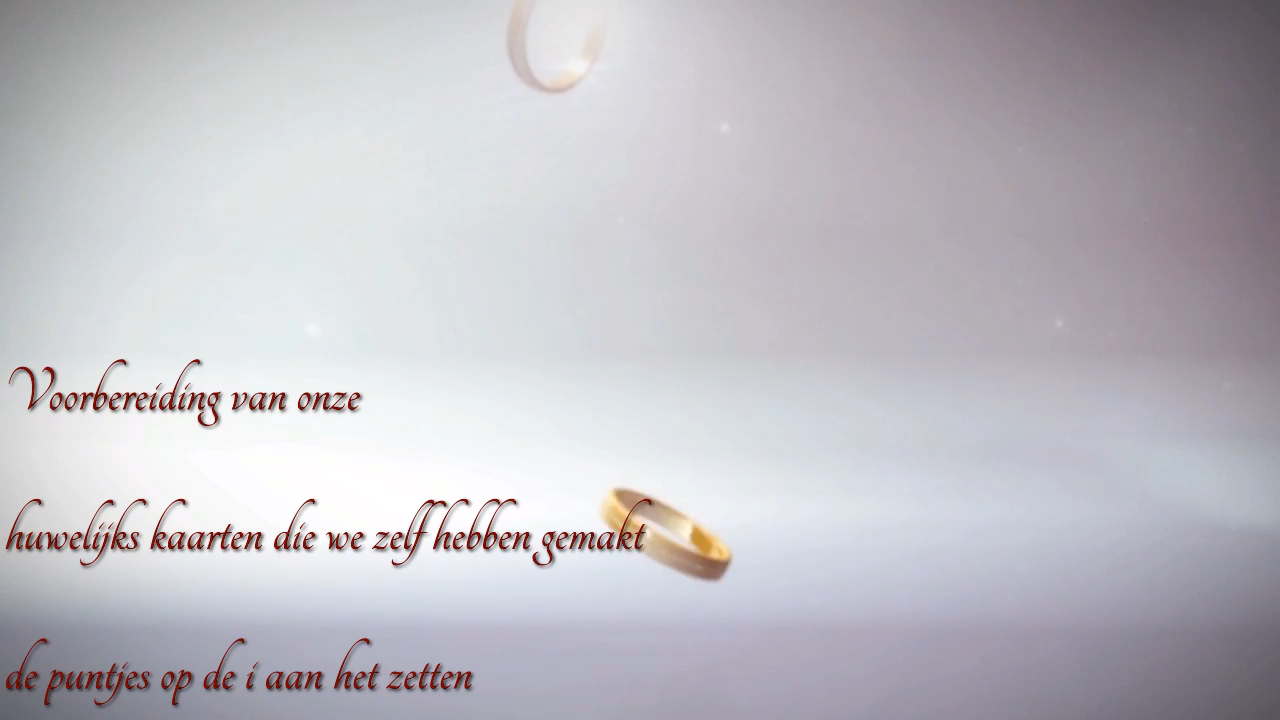 Voorbereiding van onze
huwelijks kaarten die we zelf hebben gemakt
de puntjes op de i aan het zetten